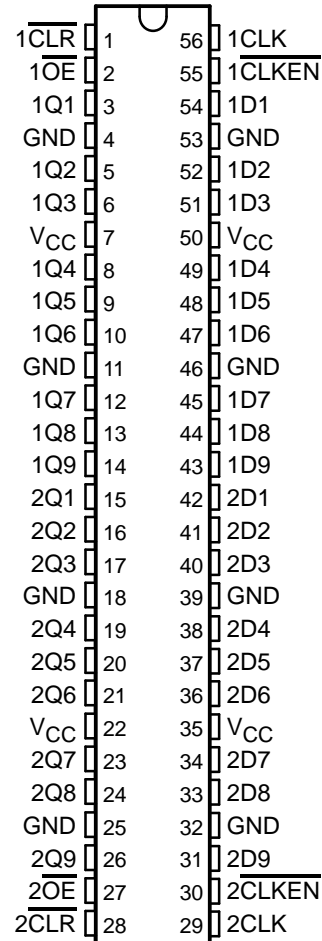 1CLR 1 56 1CLK
1OE 2 55 1CLKEN
1Q1 3 54 1D1
GND 4 53 GND
1Q2 5 52 1D2
1Q3 6 51 1D3
VCC 7 50 VCC
1Q4 8 49 1D4
1Q5 9 48 1D5
1Q6 10 47 1D6
GND 11 46 GND
1Q7 12 45 1D7
1Q8 13 44 1D8
1Q9 14 43 1D9
2Q1 15 42 2D1
2Q2 16 41 2D2
2Q3 17 40 2D3
GND 18 39 GND
2Q4 19 38 2D4
2Q5 20 37 2D5
2Q6 21 36 2D6
VCC 22 35 VCC
2Q7 23 34 2D7
2Q8 24 33 2D8
GND 25 32 GND
2Q9 26 31 2D9
2OE 27 30 2CLKEN
2CLR 28 29 2CLK